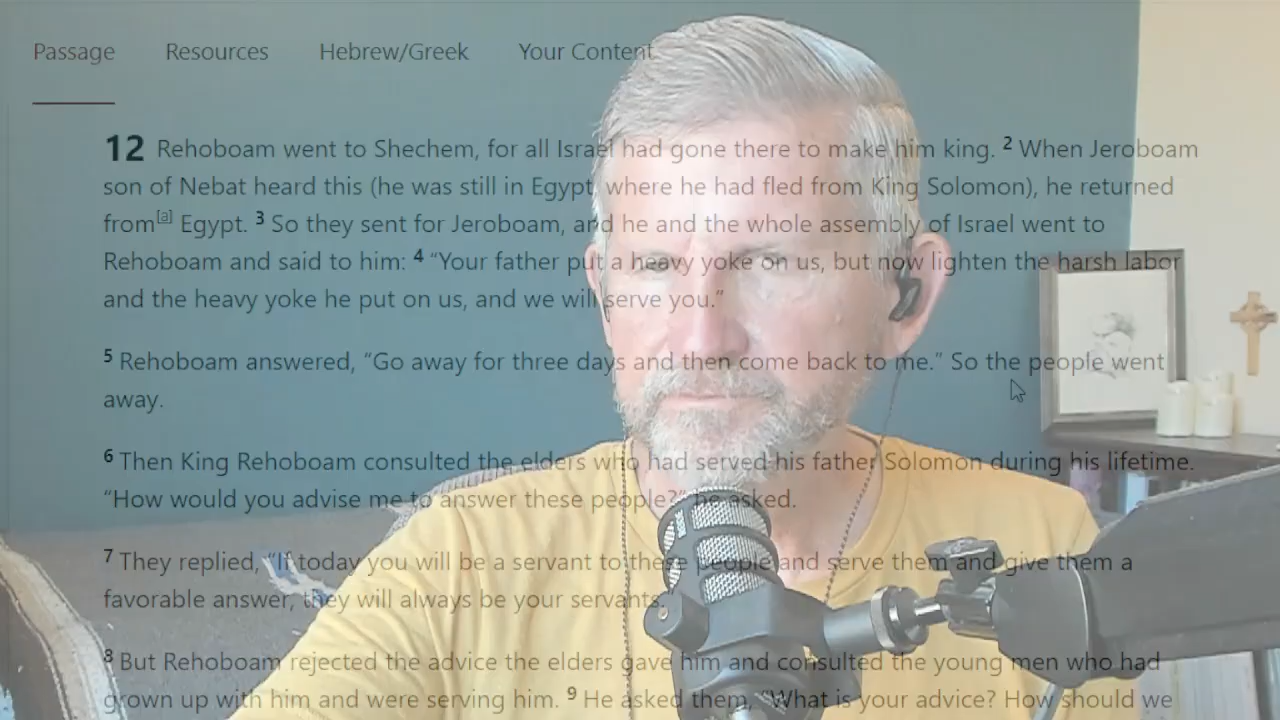 Passage Resources Hebrew/Greek Your Content
12 Rehoboam went to Shechem, for all Israel had gone there to make him king. 2 When Jeroboam
son of Nebat heard this (he was still in Egypt, where he had fled from King Solomon), he returned
from[a] Egypt. 3 So they sent for Jeroboam, and he and the whole assembly of Israel went to
Rehoboam and said to him: 4 “Your father put a heavy yoke on us, but now lighten the harsh labor
and the heavy yoke he put on us, and we will serve you.”
5 Rehoboam answered, “Go away for three days and then come back to me.” So the people went
away.
6 Then King Rehoboam consulted the elders who had served his father Solomon during his lifetime.
“How would you advise me to answer these people?” he asked.
7 They replied, “If today you will be a servant to these people and serve them and give them a
favorable answer, they will always be your servants.”
8 But Rehoboam rejected the advice the elders gave him and consulted the young men who had
grown up with him and were serving him. 9 He asked them, “What is your advice? How should we